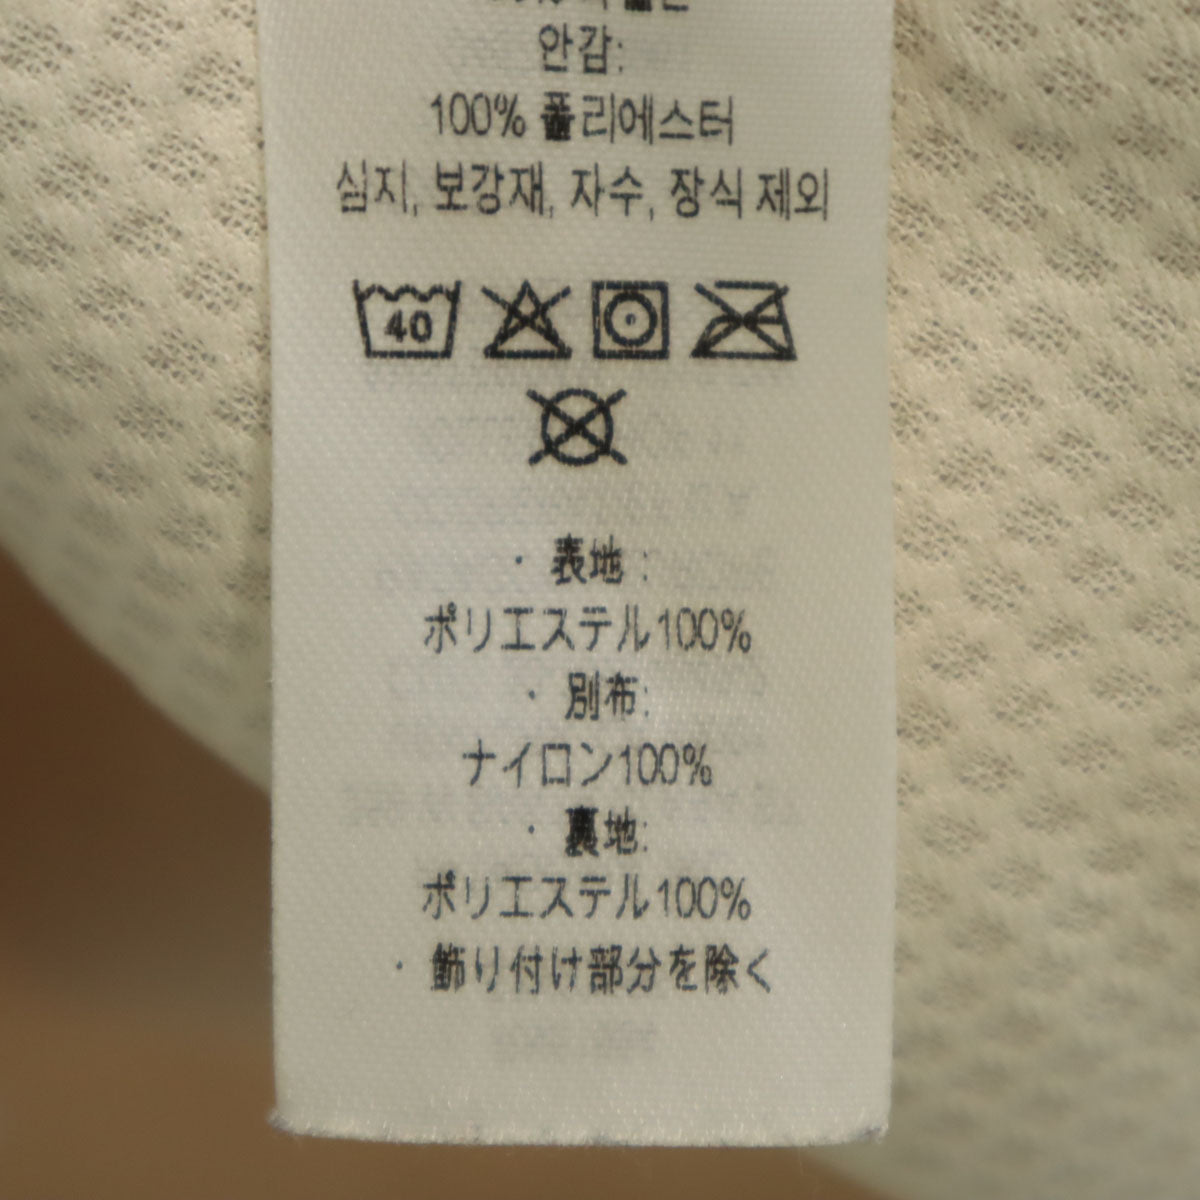 안감:
100% 폴리에스터
심지, 보강재, 자수, 장식 제외
40
· 表地 :
ポリエステル100%
· 別布:
ナイロン100%
· 裏地:
ポリエステル100%
· 飾り付け部分を除く